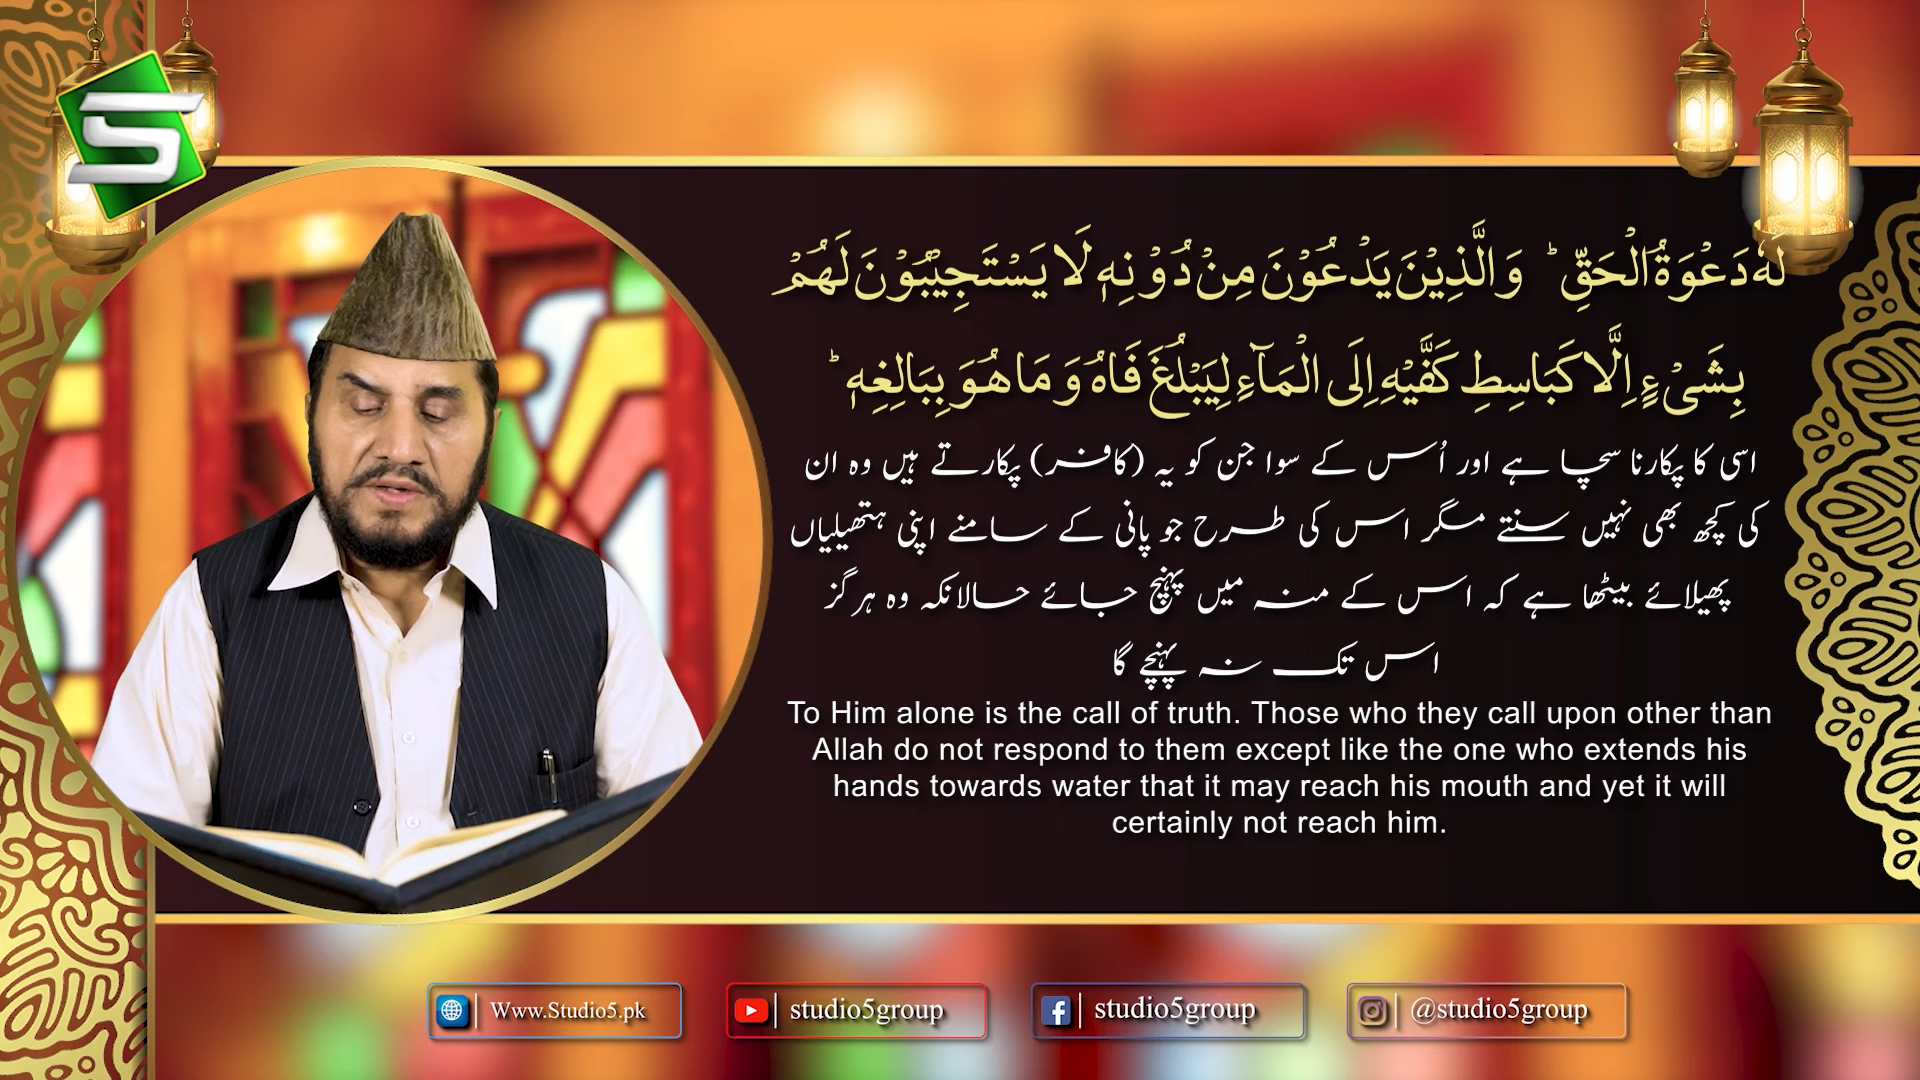 S
لَهٗ دَعْوَةُ الْحَقِّ ؕ وَالَّذِیْنَ یَدْعُوْنَ مِنْ دُوْنِهٖ لَا یَسْتَجِیْبُوْنَ لَهُمْ
بِشَیْءٍ اِلَّا كَبَاسِطِ كَفَّیْهِ اِلَى الْمَآءِ لِیَبْلُغَ فَاهُ وَ مَا هُوَ بِبَالِغِهٖ ؕ
اسی کا پکارنا سچا ہے اور اُس کے سوا جن کو یہ (کافر) پکارتے ہیں وہ ان
کی کچھ بھی نہیں سنتے مگر اس کی طرح جو پانی کے سامنے اپنی ہتھیلیاں
پھیلائے بیٹھا ہے کہ اس کے منہ میں پہنچ جائے حالانکہ وہ ہرگز
اس تک نہ پہنچے گا
To Him alone is the call of truth. Those who they call upon other than
Allah do not respond to them except like the one who extends his
hands towards water that it may reach his mouth and yet it will
certainly not reach him.
Www.Studio5.pk
studio5group
studio5group
@studio5group